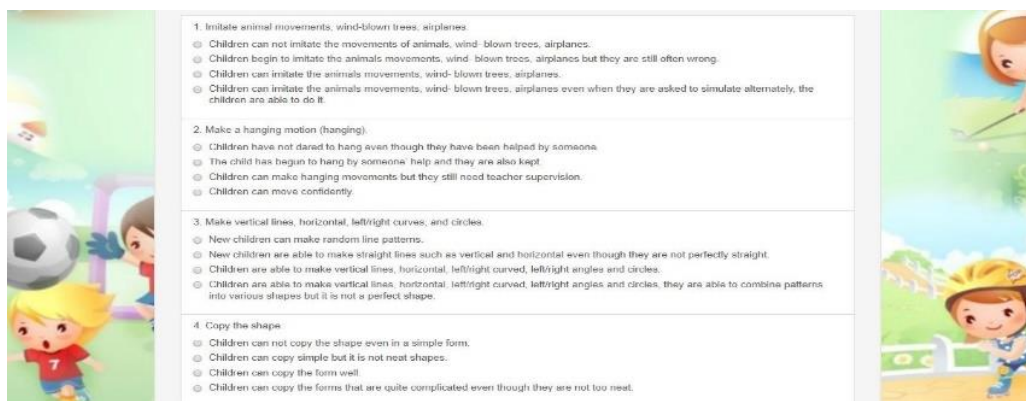 1. Imitate animal movements, wind-blown trees, airplanes.
Children can not imitate the movements of animals, wind- blown trees, airplanes.
Children begin to imitate the animals movements, wind- blown trees, airplanes but they are still often wrong.
Children can imitate the animals movements, wind- blown trees, airplanes.
Children can imitate the animals movements, wind- blown trees, airplanes even when they are asked to simulate alternately, the
children are able to do it.
2. Make a hanging motion (hanging).
Children have not dared to hang even though they have been helped by someone.
The child has begun to hang by someone' help and they are also kept.
Children can make hanging movements but they still need teacher supervision.
Children can move confidently.
3. Make vertical lines, horizontal, left/right curves, and circles.
New children can make random line patterns.
New children are able to make straight lines such as vertical and horizontal even though they are not perfectly straight.
Children are able to make vertical lines, horizontal, left/right curved, left/right angles and circles.
Children are able to make vertical lines, horizontal, left/right curved, left/right angles and circles, they are able to combine patterns
into various shapes but it is not a perfect shape.
4. Copy the shape
Children can not copy the shape even in a simple form.
Children can copy simple but it is not neat shapes.
Children can copy the form well.
Children can copy the forms that are quite complicated even though they are not too neat.
7